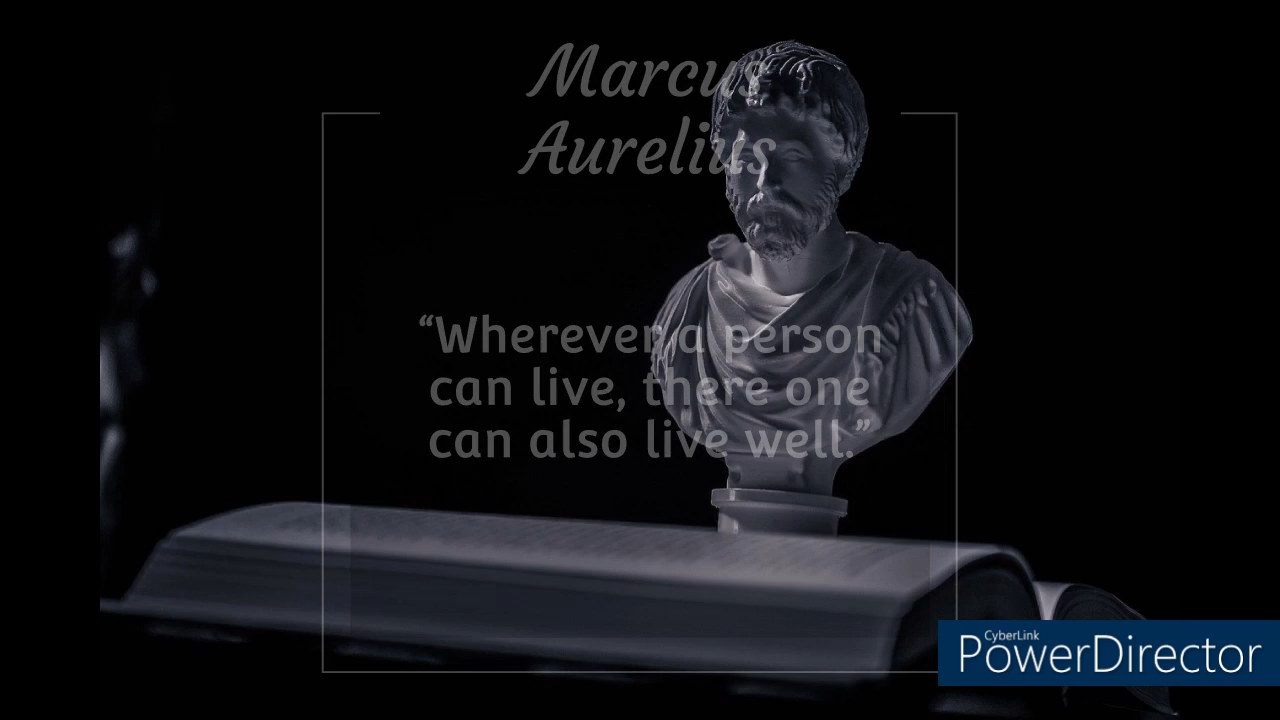 Marcus
Aurelius
“Wherever a person
can live, there one
can also live well.”
CyberLink
PowerDirector